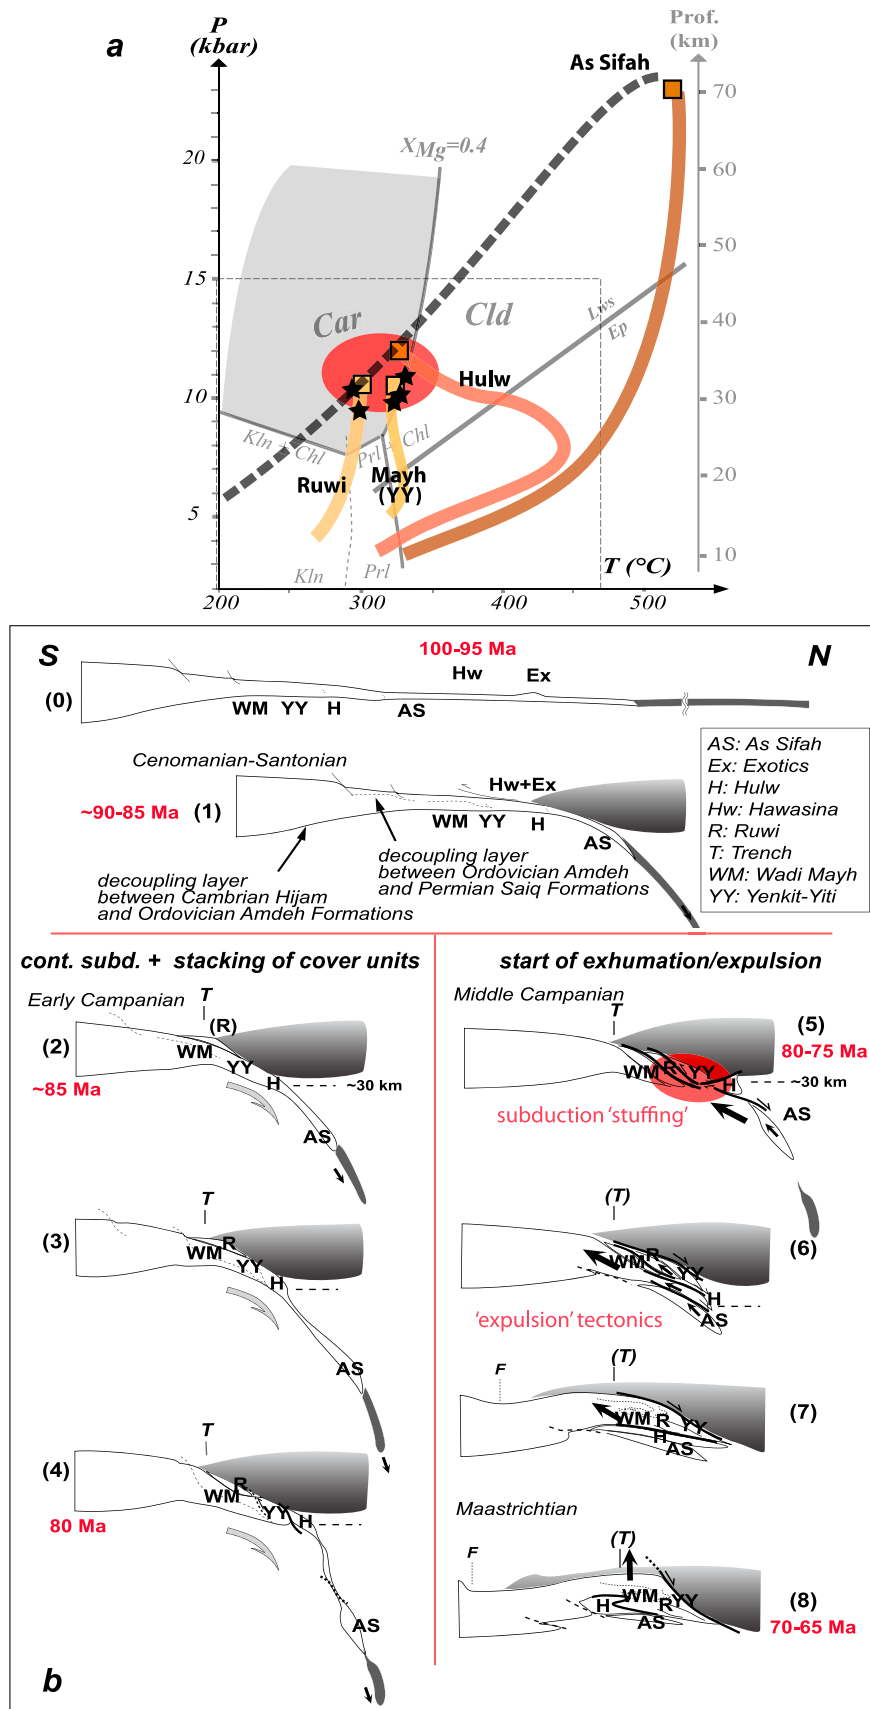 a
P
(kbar)
Prof.
(km)
As Sifah
70
XMg=0.4
20
60
50
15
Car
Cld
Lws
Ep
40
Hulw
10
30
Kln + Chl
Prl + Chl
Ruwi
Mayh
(YY)
20
5
10
Kln
Prl
T (°C)
200
300
400
500
S
100-95 Ma
N
Hw
Ex
(0)
WM
YY
H
AS
Cenomanian-Santonian
Hw+Ex
~90-85 Ma
(1)
WM
YY
H
AS
decoupling layer
between Cambrian Hijam
and Ordovician Amdeh Formations
decoupling layer
between Ordovician Amdeh
and Permian Saiq Formations
AS: As Sifah
Ex: Exotics
H: Hulw
Hw: Hawasina
R: Ruwi
T: Trench
WM: Wadi Mayh
YY: Yenkit-Yiti
cont. subd. + stacking of cover units
Early Campanian
T
(R)
(2)
WM
YY
H
~30 km
~85 Ma
AS
T
(3)
R
WM
YY
H
AS
T
(4)
R
WM
YY
H
80 Ma
AS
start of exhumation/expulsion
Middle Campanian
T
(5)
80-75 Ma
WM
R
YY
H
~30 km
AS
subduction 'stuffing'
(T)
(6)
WM
R
YY
H
AS
'expulsion' tectonics
F
(T)
(7)
WM
R
YY
H
AS
Maastrichtian
F
(T)
(8)
WM
H
R
YY
AS
70-65 Ma
b